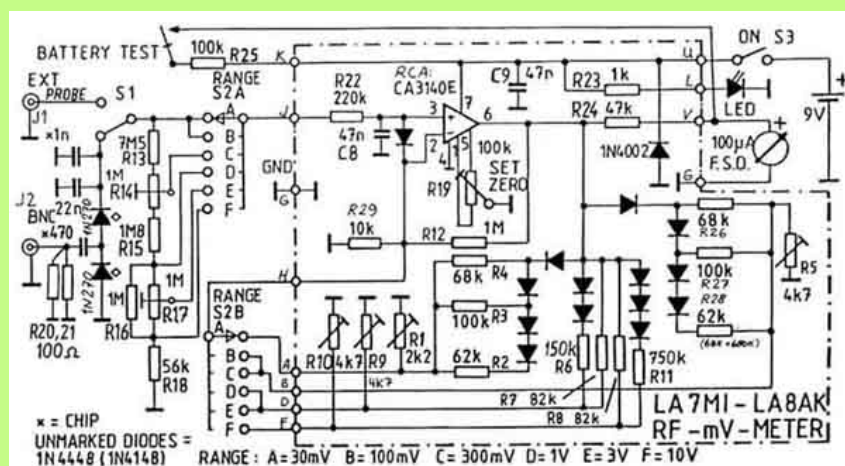 BATTERY TEST
100k
R25
K
U
ON
S3
EXT
PROBE
J1
S1
RANGE
S2A
A
B
C
D
E
F
J
R22
220k
47n
C8
RCA:
CA3140E
3
2
7
6
4
1
5
C9
47n
R23
1k
L
LED
R24
47k
V
+
9V
+
100µA
F.S.D.
1N4002
G
×1n
7M5
R13
1M
R14
22n
1M8
R15
J2
BNC
×470
1N270
1N270
1M
R16
1M
R17
R20,21
100Ω
56k
R18
GND
G
100k
R19
SET
ZERO
R29
10k
R12
1M
H
68k
R4
100k
R3
62k
R2
RANGE
S2B
A
B
C
D
E
F
A
B
D
E
F
R10
4k7
R9
4k7
R1
2k2
150k
R6
R7
82k
R8
82k
750k
R11
68k
R26
100k
R27
R28
62k
R5
4k7
LA7MI-LA8AK
RF-mV-METER
× = CHIP
UNMARKED DIODES =
1N4448 (1N4148)
RANGE: A=30mV B=100mV C=300mV D=1V E=3V F=10V